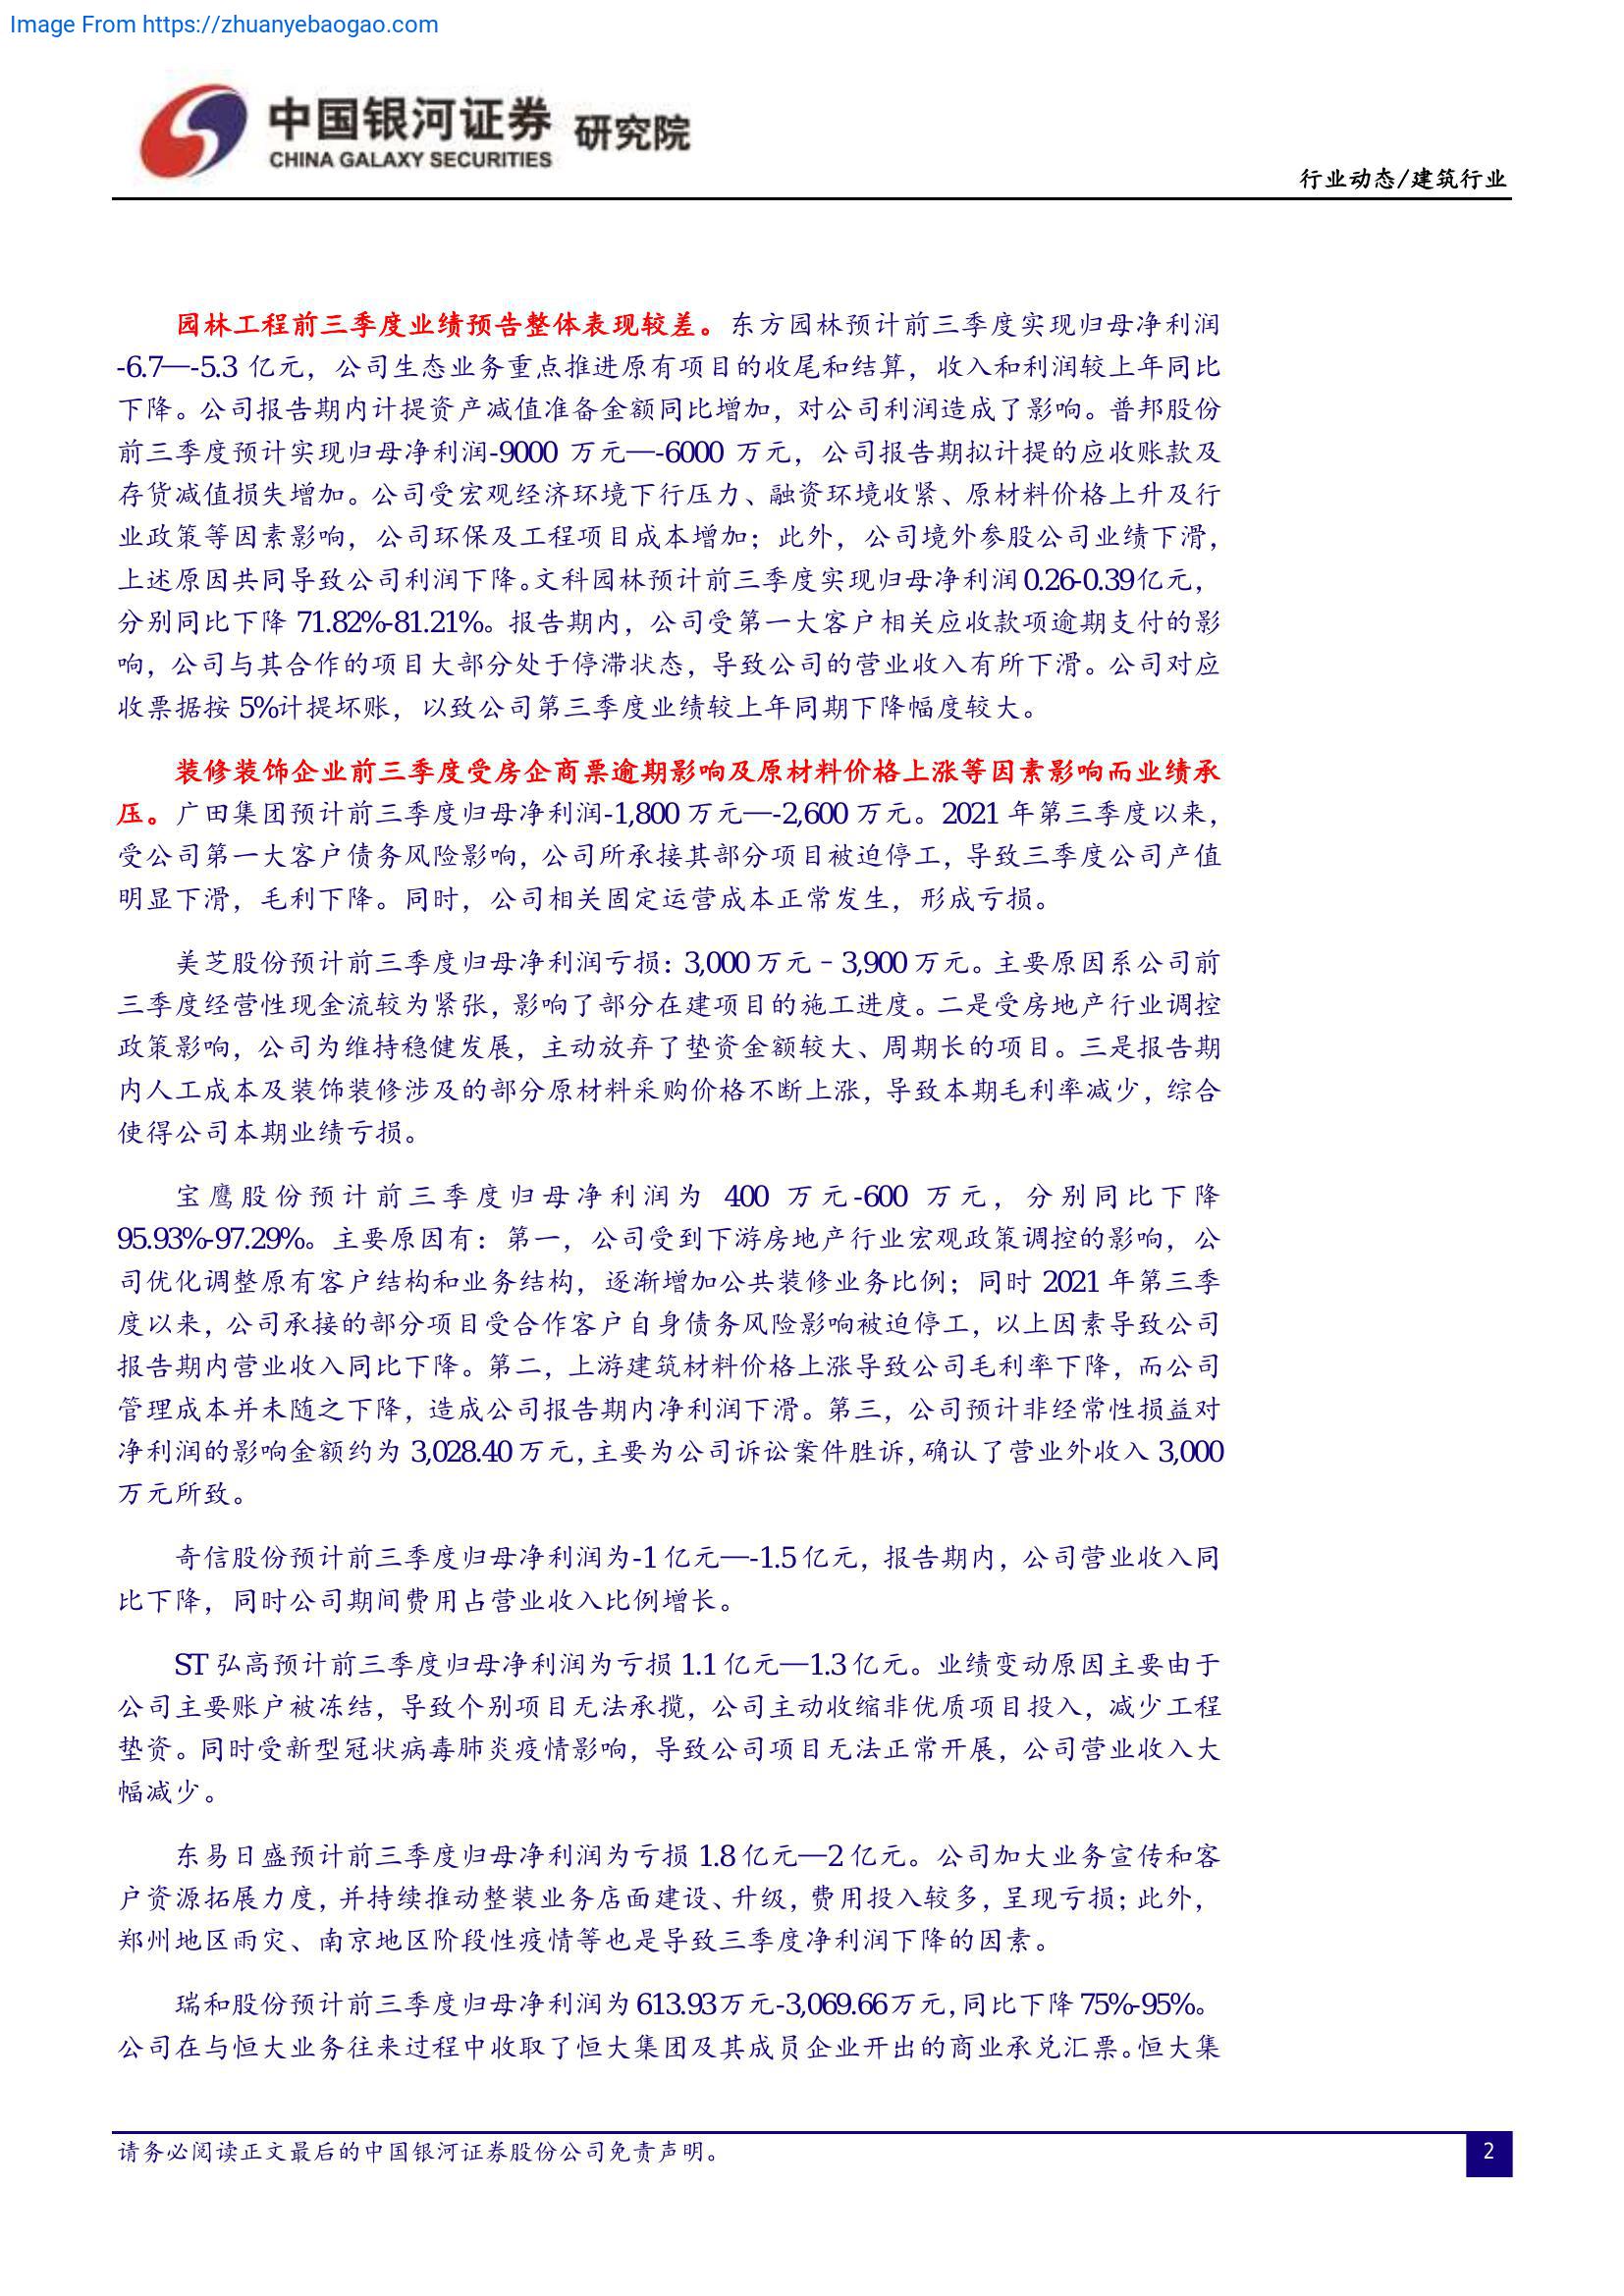 Image From https://zhuanyebaogao.com
中国银河证券 研究院
CHINA GALAXY SECURITIES
行业动态/建筑行业
园林工程前三季度业绩预告整体表现较差。东方园林预计前三季度实现归母净利润
-6.7—-5.3 亿元，公司生态业务重点推进原有项目的收尾和结算，收入和利润较上年同比
下降。公司报告期内计提资产减值准备金额同比增加，对公司利润造成了影响。普邦股份
前三季度预计实现归母净利润-9000 万元—-6000 万元，公司报告期拟计提的应收账款及
存货减值损失增加。公司受宏观经济环境下行压力、融资环境收紧、原材料价格上升及行
业政策等因素影响，公司环保及工程项目成本增加；此外，公司境外参股公司业绩下滑，
上述原因共同导致公司利润下降。文科园林预计前三季度实现归母净利润 0.26-0.39 亿元，
分别同比下降 71.82%-81.21%。报告期内，公司受第一大客户相关应收款项逾期支付的影
响，公司与其合作的项目大部分处于停滞状态，导致公司的营业收入有所下滑。公司对应
收票据按 5%计提坏账，以致公司第三季度业绩较上年同期下降幅度较大。
装修装饰企业前三季度受房企商票逾期影响及原材料价格上涨等因素影响而业绩承
压。广田集团预计前三季度归母净利润-1,800 万元—-2,600 万元。2021 年第三季度以来，
受公司第一大客户债务风险影响，公司所承接其部分项目被迫停工，导致三季度公司产值
明显下滑，毛利下降。同时，公司相关固定运营成本正常发生，形成亏损。
美芝股份预计前三季度归母净利润亏损：3,000 万元－3,900 万元。主要原因系公司前
三季度经营性现金流较为紧张，影响了部分在建项目的施工进度。二是受房地产行业调控
政策影响，公司为维持稳健发展，主动放弃了垫资金额较大、周期长的项目。三是报告期
内人工成本及装饰装修涉及的部分原材料采购价格不断上涨，导致本期毛利率减少，综合
使得公司本期业绩亏损。
宝鹰股份预计前三季度归母净利润为 400 万元-600 万元，分别同比下降
95.93%-97.29%。主要原因有：第一，公司受到下游房地产行业宏观政策调控的影响，公
司优化调整原有客户结构和业务结构，逐渐增加公共装修业务比例；同时 2021 年第三季
度以来，公司承接的部分项目受合作客户自身债务风险影响被迫停工，以上因素导致公司
报告期内营业收入同比下降。第二，上游建筑材料价格上涨导致公司毛利率下降，而公司
管理成本并未随之下降，造成公司报告期内净利润下滑。第三，公司预计非经常性损益对
净利润的影响金额约为 3,028.40 万元，主要为公司诉讼案件胜诉，确认了营业外收入 3,000
万元所致。
奇信股份预计前三季度归母净利润为-1 亿元—-1.5 亿元，报告期内，公司营业收入同
比下降，同时公司期间费用占营业收入比例增长。
ST 弘高预计前三季度归母净利润为亏损 1.1 亿元—1.3 亿元。业绩变动原因主要由于
公司主要账户被冻结，导致个别项目无法承揽，公司主动收缩非优质项目投入，减少工程
垫资。同时受新型冠状病毒肺炎疫情影响，导致公司项目无法正常开展，公司营业收入大
幅减少。
东易日盛预计前三季度归母净利润为亏损 1.8 亿元—2 亿元。公司加大业务宣传和客
户资源拓展力度，并持续推动整装业务店面建设、升级，费用投入较多，呈现亏损；此外，
郑州地区雨灾、南京地区阶段性疫情等也是导致三季度净利润下降的因素。
瑞和股份预计前三季度归母净利润为 613.93 万元-3,069.66 万元，同比下降 75%-95%。
公司在与恒大业务往来过程中收取了恒大集团及其成员企业开出的商业承兑汇票。恒大集
请务必阅读正文最后的中国银河证券股份公司免责声明。
2